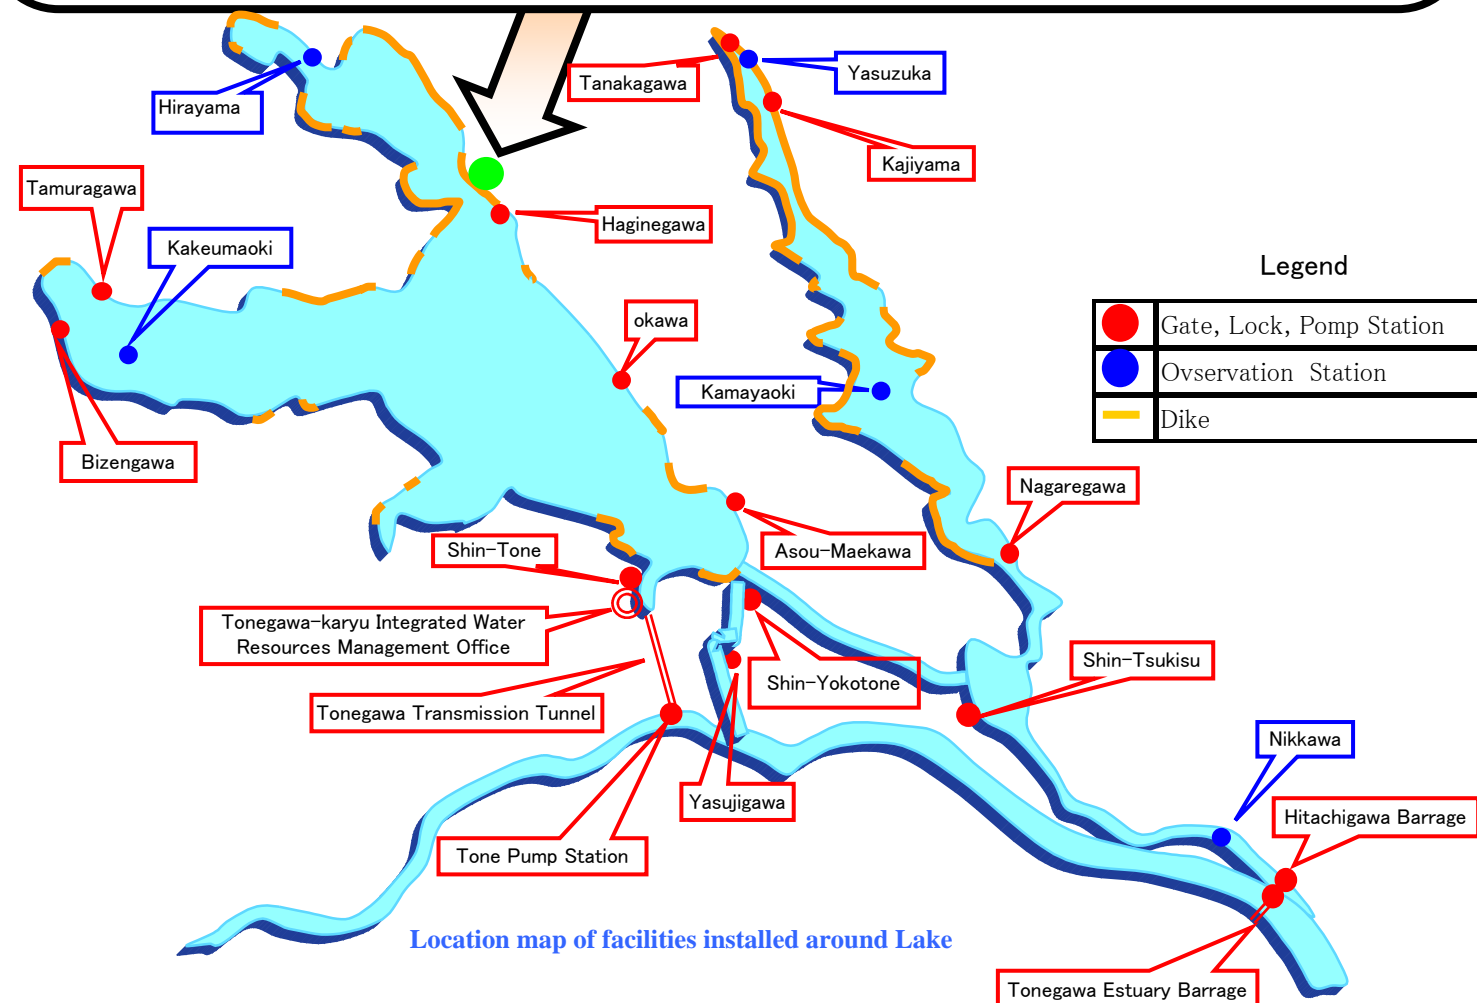 Tanakagawa
Yasuzuka
Hirayama
Kajiyama
Tamuragawa
Haginegawa
Kakeumaoki
Legend
okawa
Gate, Lock, Pomp Station
Ovservation Station
Kamayaoki
Dike
Bizengawa
Nagaregawa
Shin-Tone
Asou-Maekawa
Tonegawa-karyu Integrated Water
Resources Management Office
Shin-Tsukisu
Shin-Yokotone
Tonegawa Transmission Tunnel
Nikkawa
Yasujigawa
Hitachigawa Barrage
Tone Pump Station
Location map of facilities installed around Lake
Tonegawa Estuary Barrage